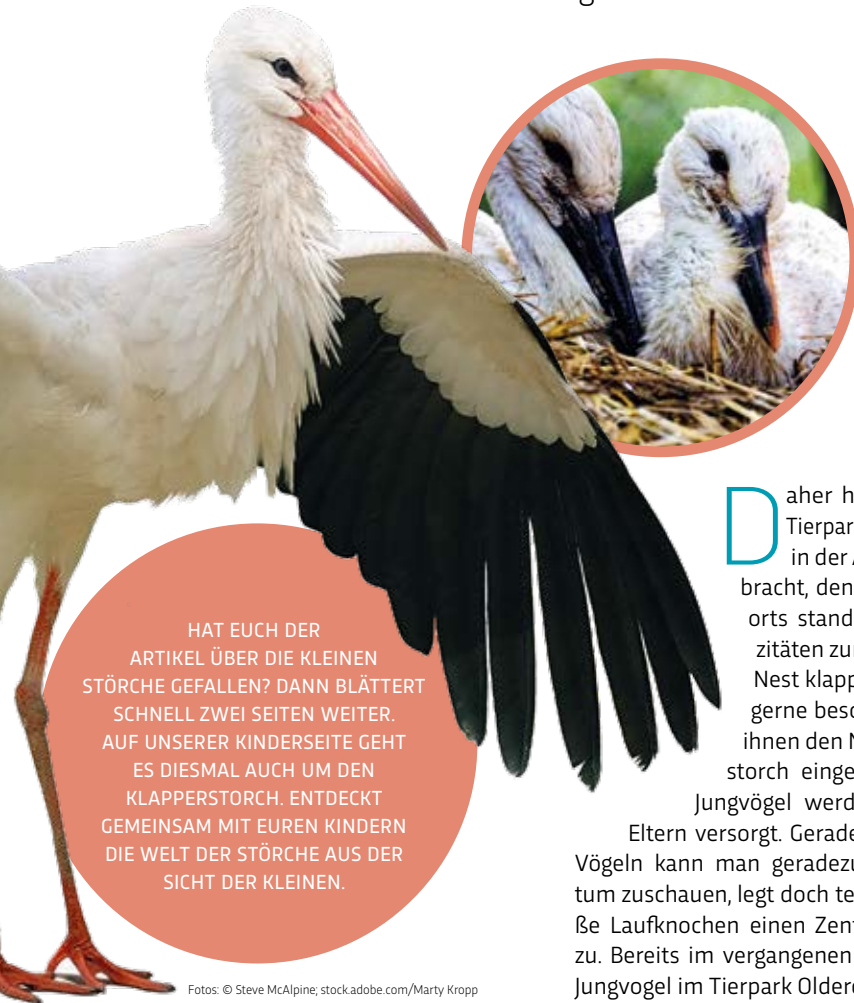 HAT EUCH DER
ARTIKEL ÜBER DIE KLEINEN
STÖRCHE GEFALLEN? DANN BLÄTTERT
SCHNELL ZWEI SEITEN WEITER.
AUF UNSERER KINDERSEITE GEHT
ES DIESMAL AUCH UM DEN
KLAPPERSTORCH. ENTDECKT
GEMEINSAM MIT EUREN KINDERN
DIE WELT DER STÖRCHE AUS DER
SICHT DER KLEINEN.
Fotos: © Steve McAlpine; stock.adobe.com/Marty Kropp
Daher h
Tierpar
in der
bracht, den
orts stand
zitäten zu
Nest klapp
gerne bes
ihnen den
storch einge
Jungvögel werd
Eltern versorgt. Gerade
Vögeln kann man geradezu
tum zuschauen, legt doch te
ße Laufknochen einen Zent
zu. Bereits im vergangenen
Jungvogel im Tierpark Older